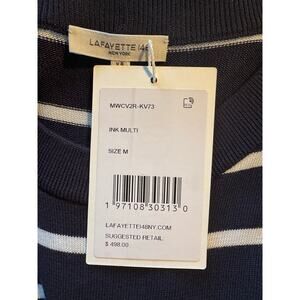 LAFAYETTE 148
NEW YORK
MWCV2R-KV73
INK MULTI
SIZE M
1 97108 30313 0
LAFAYETTE148NY.COM
SUGGESTED RETAIL
$ 498.00